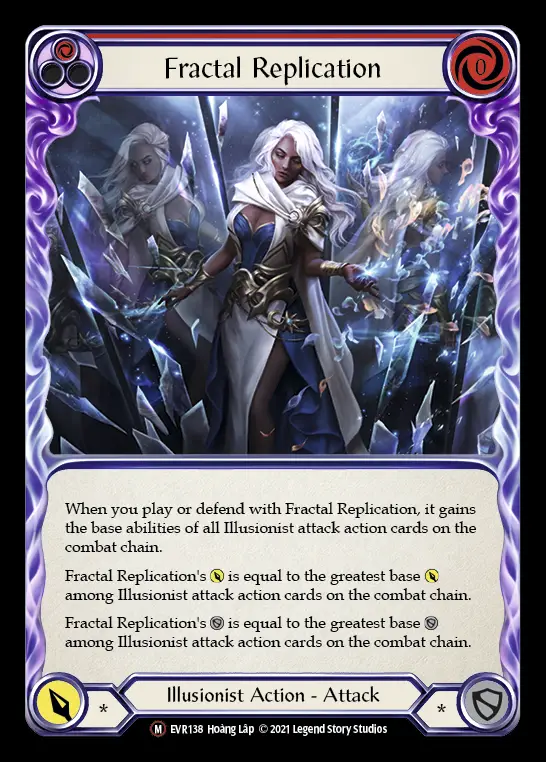 Fractal Replication
0
When you play or defend with Fractal Replication, it gains
the base abilities of all Illusionist attack action cards on the
combat chain.
Fractal Replication's is equal to the greatest base
among Illusionist attack action cards on the combat chain.
Fractal Replication's is equal to the greatest base
among Illusionist attack action cards on the combat chain.
* Illusionist Action - Attack *
M EVR138 Hoàng Lập © 2021 Legend Story Studios